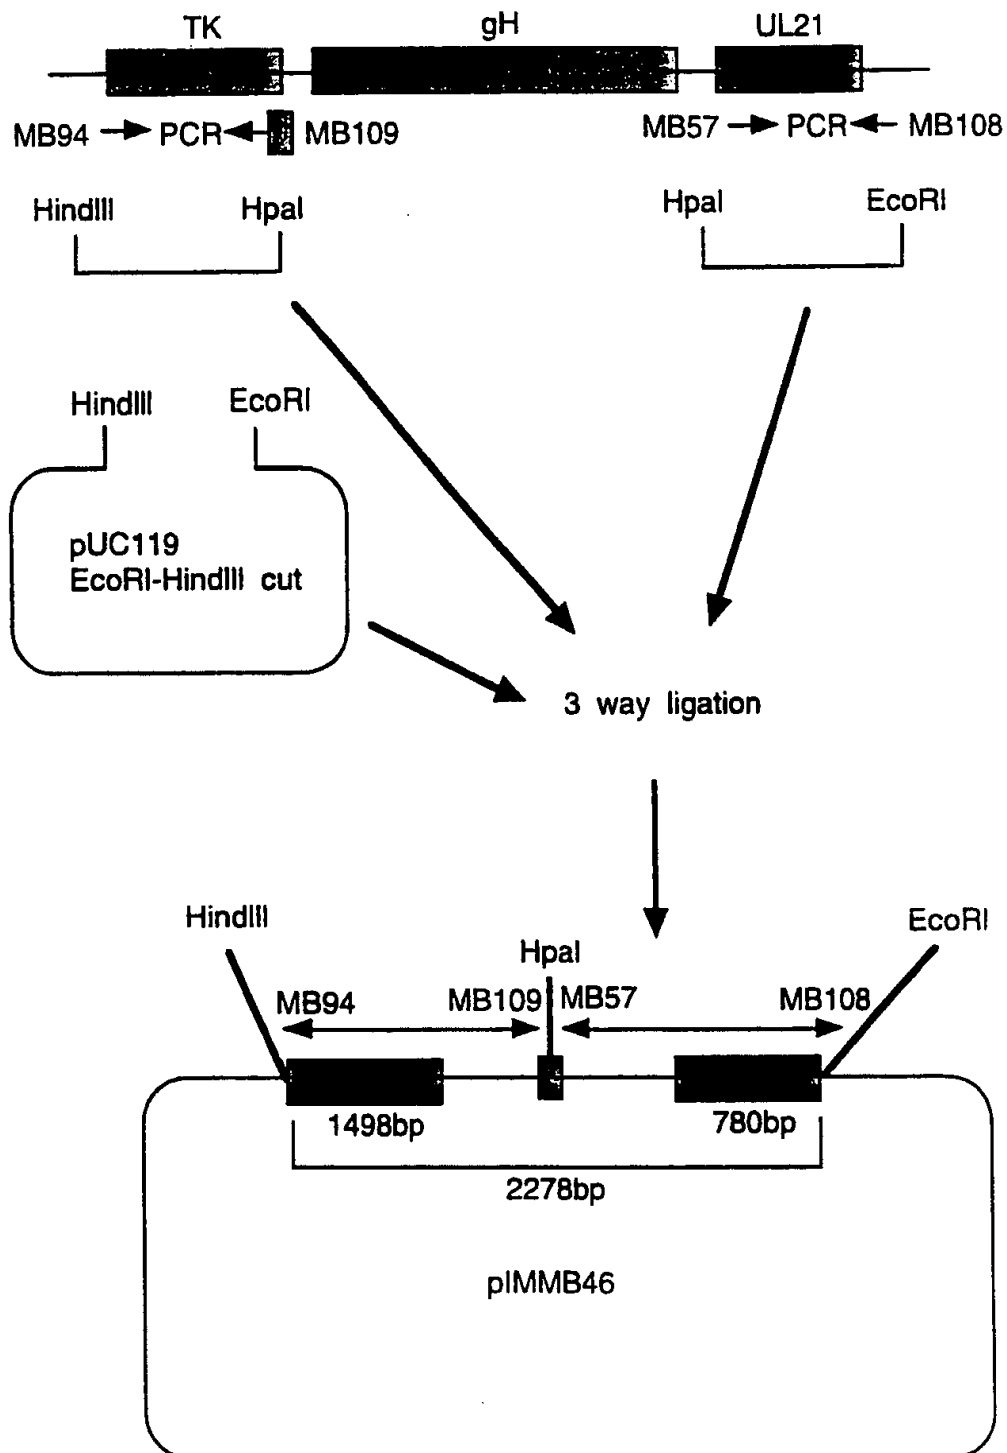 TK gH UL21
MB94 PCR MB109 MB57 PCR MB108
HindIII HpaI HpaI EcoRI
HindIII EcoRI
pUC119
EcoRI-HindIII cut
3 way ligation
HindIII EcoRI
HpaI
MB94 MB109 MB57 MB108
1498bp 780bp
2278bp
pIMMB46